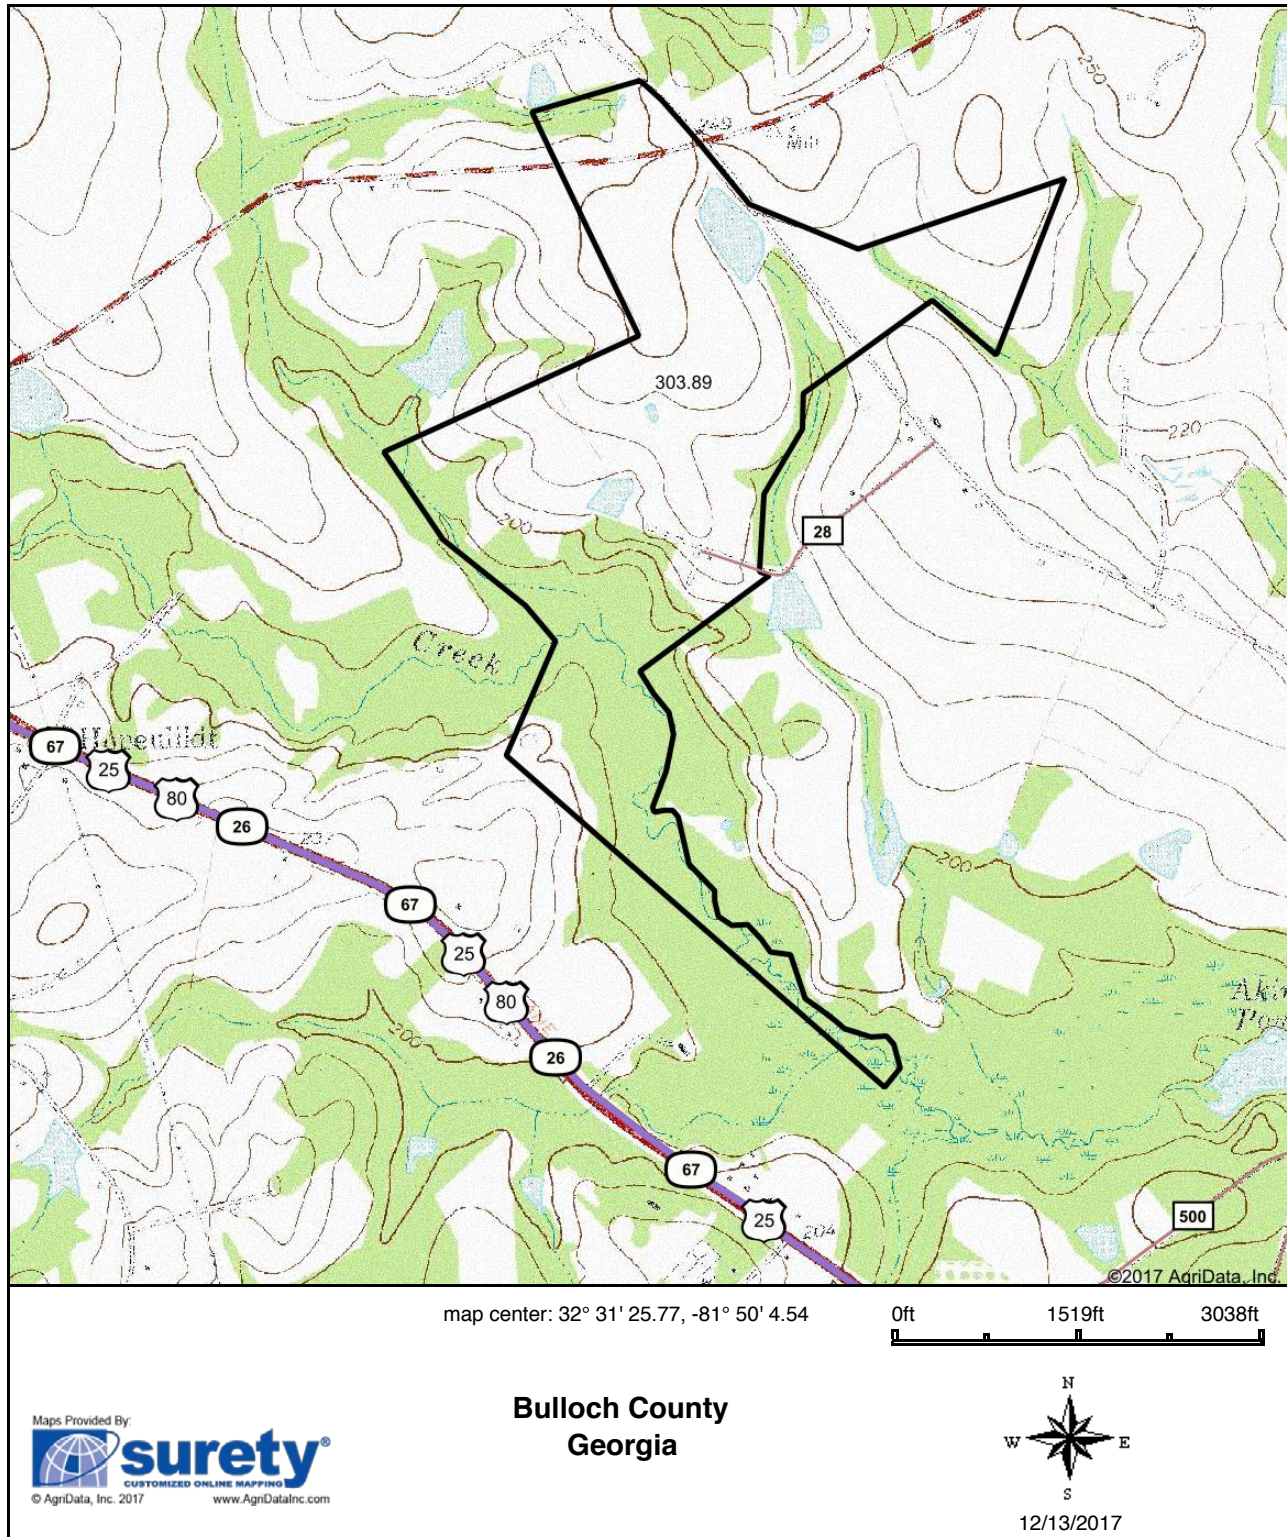 250
249
303.89
220
200
28
Creek
67
25
80
26
67
200
25
80
200
26
67
25
204
500
©2017 AgriData, Inc.
map center: 32° 31' 25.77, -81° 50' 4.54
0ft 1519ft 3038ft
Bulloch County
Georgia
Maps Provided By:
surety®
CUSTOMIZED ONLINE MAPPING
© AgriData, Inc. 2017 www.AgriDataInc.com
N
W E
S
12/13/2017